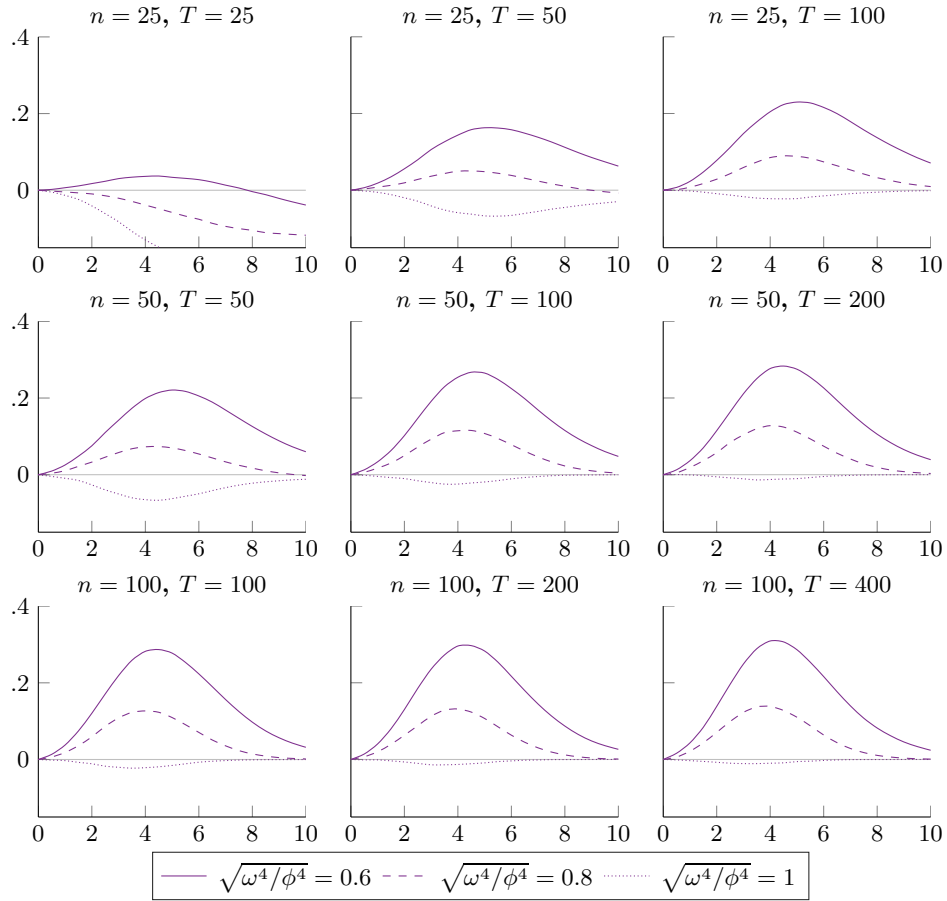 n = 25, T = 25 n = 25, T = 50 n = 25, T = 100
.4
.2
0
0 2 4 6 8 10 0 2 4 6 8 10 0 2 4 6 8 10
n = 50, T = 50 n = 50, T = 100 n = 50, T = 200
.4
.2
0
0 2 4 6 8 10 0 2 4 6 8 10 0 2 4 6 8 10
n = 100, T = 100 n = 100, T = 200 n = 100, T = 400
.4
.2
0
0 2 4 6 8 10 0 2 4 6 8 10 0 2 4 6 8 10
√ω⁴/φ⁴ = 0.6 √ω⁴/φ⁴ = 0.8 √ω⁴/φ⁴ = 1